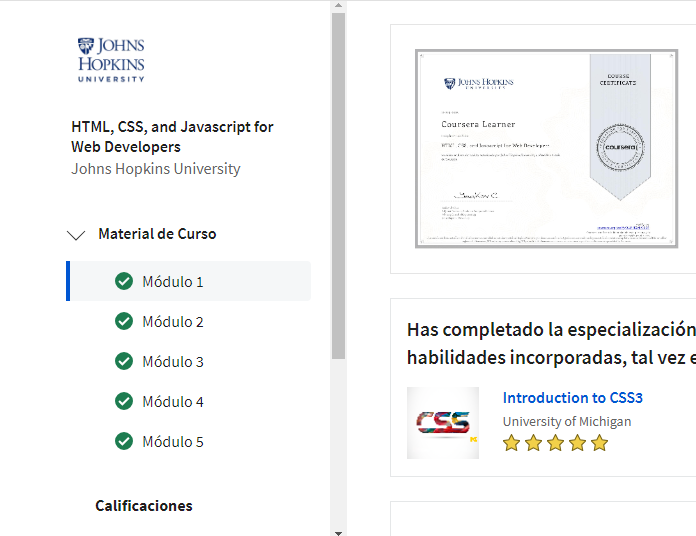 JOHNS
HOPKINS
UNIVERSITY
HTML, CSS, and Javascript for
Web Developers
Johns Hopkins University
Material de Curso
Módulo 1
Módulo 2
Módulo 3
Módulo 4
Módulo 5
Calificaciones
JOHNS HOPKINS
UNIVERSITY
COURSE
CERTIFICATE
Coursera Learner
HTML, CSS, and Javascript for Web Developers
coursera
Has completado la especialización
habilidades incorporadas, tal vez e
CSS
Introduction to CSS3
University of Michigan